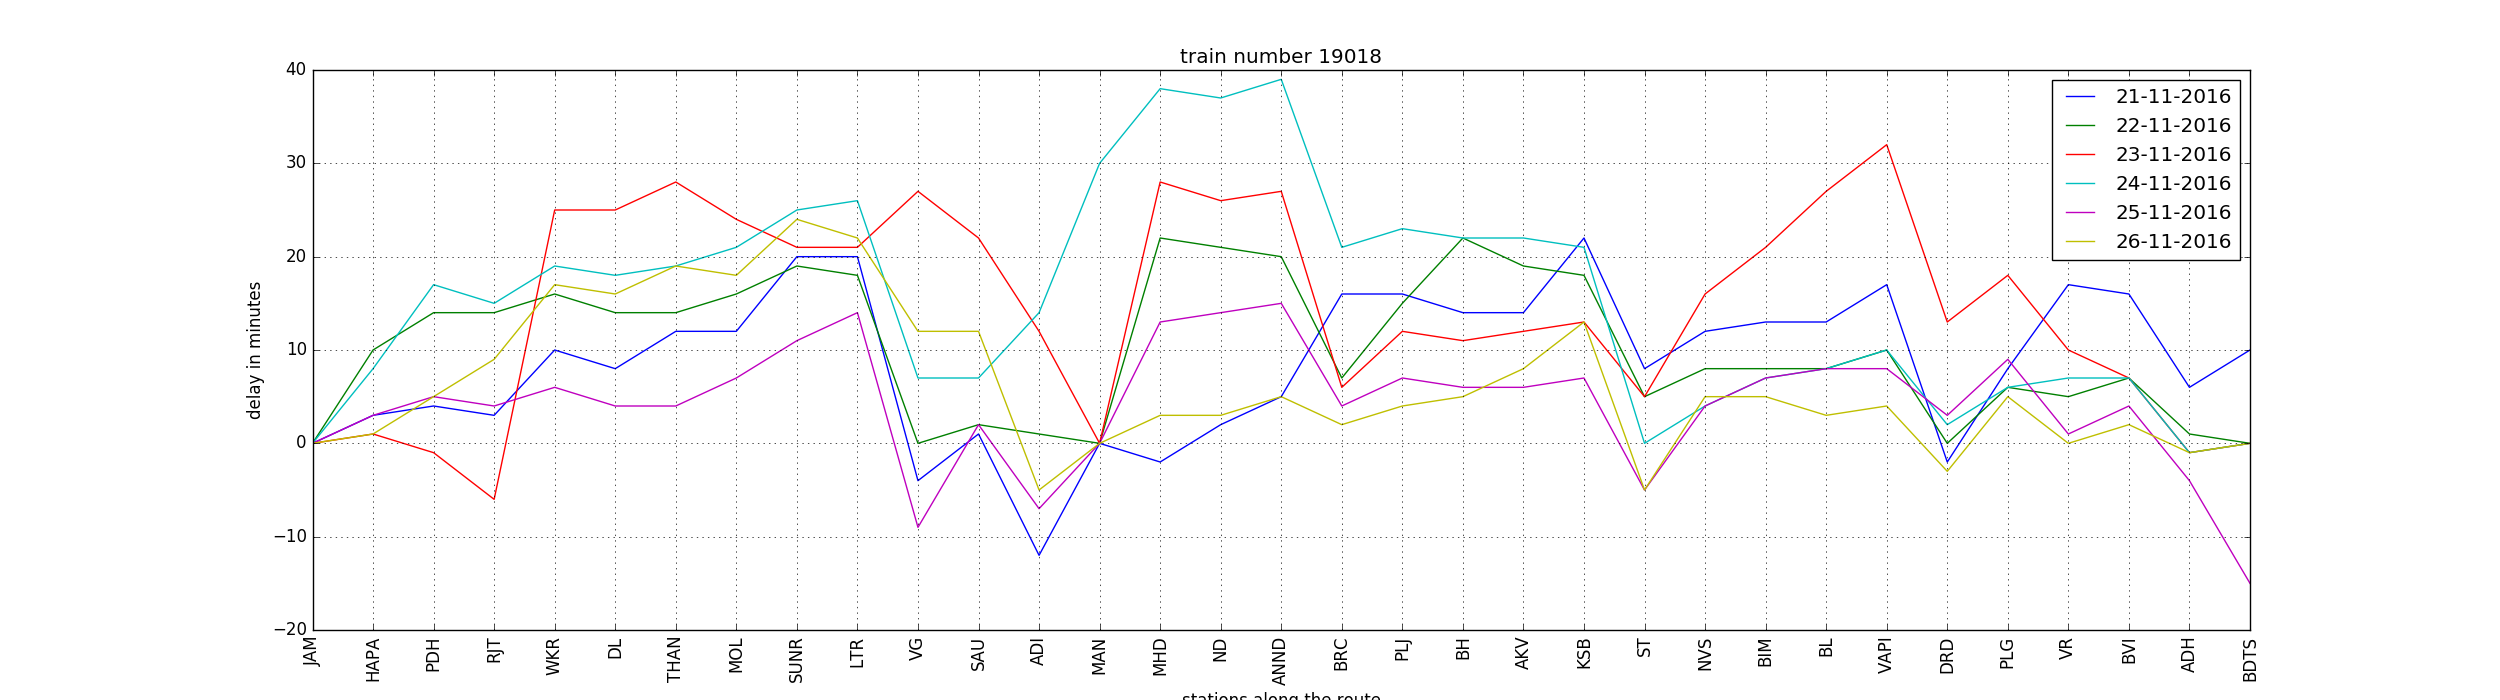 train number 19018
40
30
20
10
0
−10
−20
delay in minutes
21-11-2016
22-11-2016
23-11-2016
24-11-2016
25-11-2016
26-11-2016
JAM
HAPA
PDH
RJT
WKR
DL
THAN
MOL
SUNR
LTR
VG
SAU
ADI
MAN
MHD
ND
ANND
BRC
PLJ
BH
AKV
KSB
ST
NVS
BIM
BL
VAPI
DRD
PLG
VR
BVI
ADH
BDTS
stations along the route